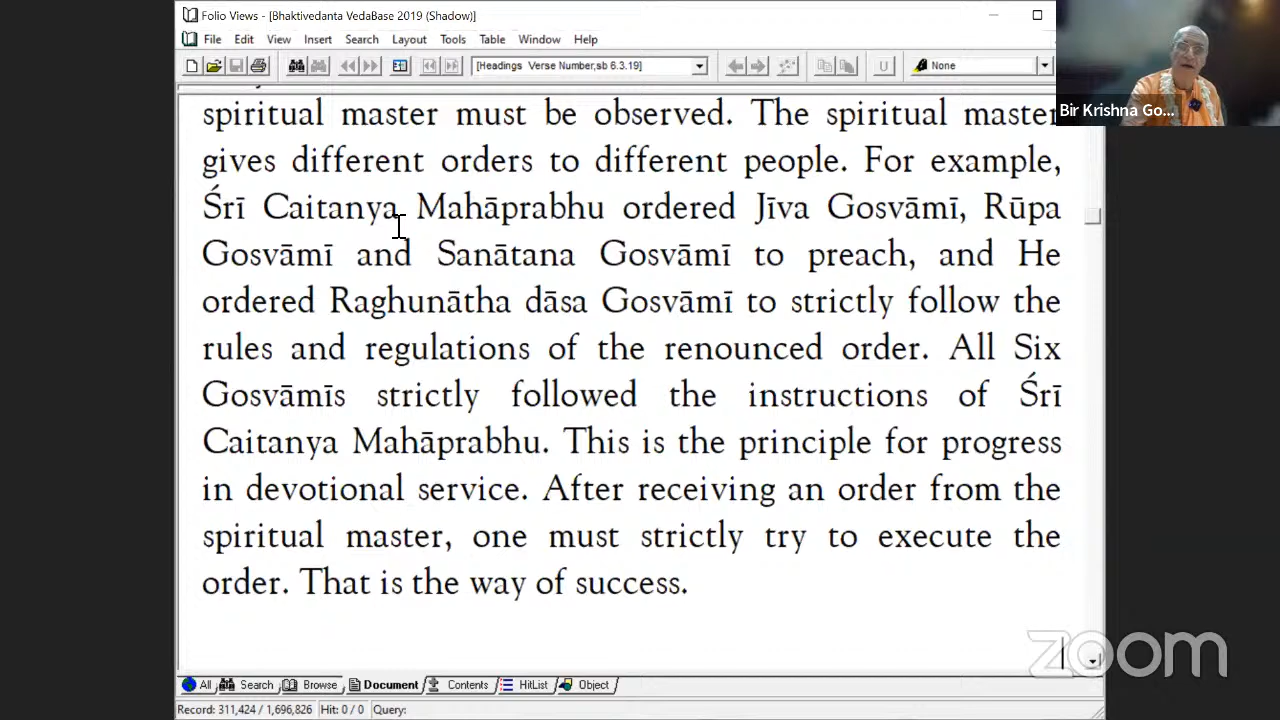 Folio Views - [Bhaktivedanta VedaBase 2019 (Shadow)]
File Edit View Insert Search Layout Tools Table Window Help
[Headings Verse Number,sb 6.3.19] U None
Bir Krishna Go...
spiritual master must be observed. The spiritual master
gives different orders to different people. For example,
Śrī Caitanya Mahāprabhu ordered Jīva Gosvāmī, Rūpa
Gosvāmī and Sanātana Gosvāmī to preach, and He
ordered Raghunātha dāsa Gosvāmī to strictly follow the
rules and regulations of the renounced order. All Six
Gosvāmīs strictly followed the instructions of Śrī
Caitanya Mahāprabhu. This is the principle for progress
in devotional service. After receiving an order from the
spiritual master, one must strictly try to execute the
order. That is the way of success.
zoom
All Search Browse Document Contents HitList Object
Record: 311,424 / 1,696,826 Hit: 0 / 0 Query: